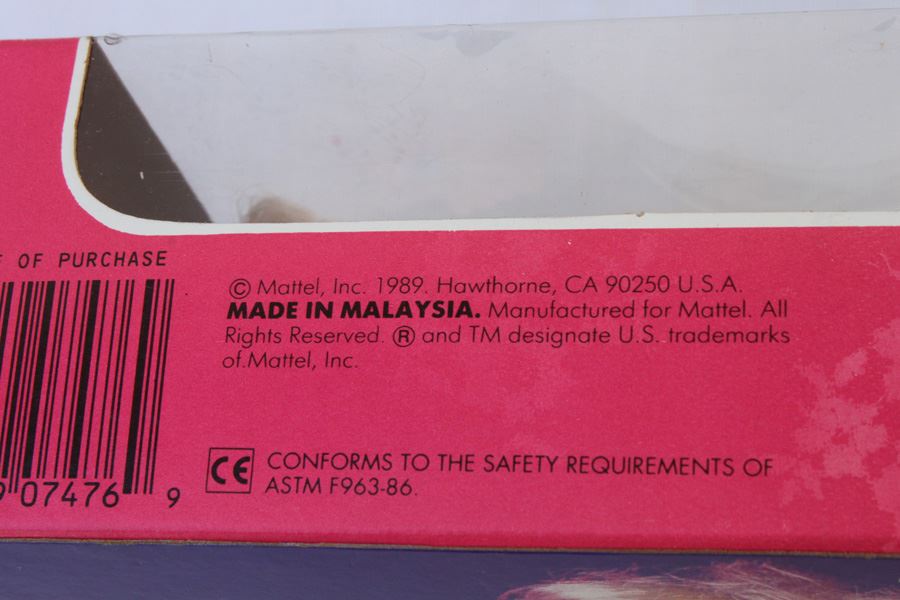 OF PURCHASE
© Mattel, Inc. 1989. Hawthorne, CA 90250 U.S.A.
MADE IN MALAYSIA. Manufactured for Mattel. All
Rights Reserved. ® and TM designate U.S. trademarks
of Mattel, Inc.
07476 9
CE CONFORMS TO THE SAFETY REQUIREMENTS OF
ASTM F963-86.